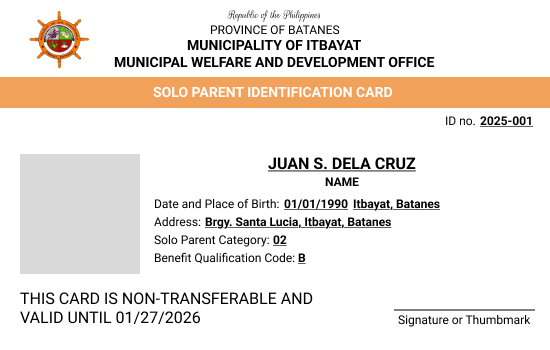 Republic of the Philippines
PROVINCE OF BATANES
MUNICIPALITY OF ITBAYAT
MUNICIPAL WELFARE AND DEVELOPMENT OFFICE
SOLO PARENT IDENTIFICATION CARD
ID no. 2025-001
JUAN S. DELA CRUZ
NAME
Date and Place of Birth: 01/01/1990 Itbayat, Batanes
Address: Brgy. Santa Lucia, Itbayat, Batanes
Solo Parent Category: 02
Benefit Qualification Code: B
THIS CARD IS NON-TRANSFERABLE AND
VALID UNTIL 01/27/2026
Signature or Thumbmark